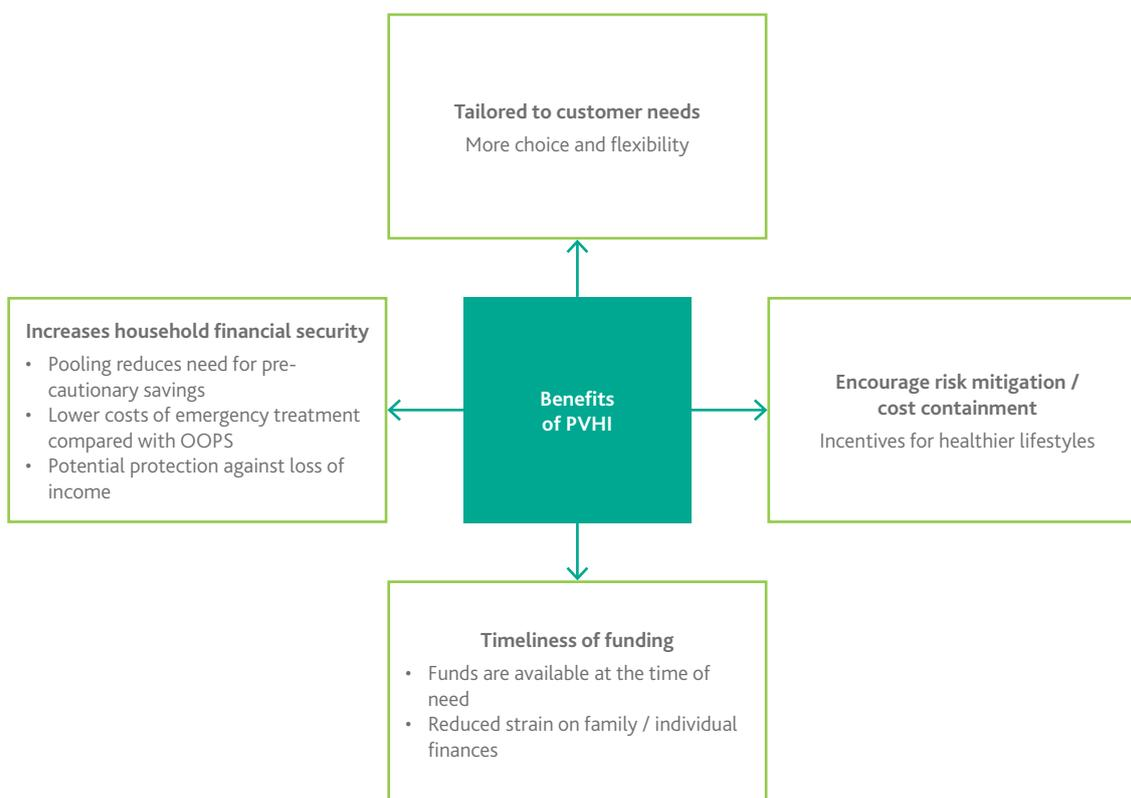 Tailored to customer needs
More choice and flexibility
Increases household financial security
• Pooling reduces need for pre-
cautionary savings
• Lower costs of emergency treatment
compared with OOPS
• Potential protection against loss of
income
Benefits
of PVHI
Encourage risk mitigation /
cost containment
Incentives for healthier lifestyles
Timeliness of funding
• Funds are available at the time of
need
• Reduced strain on family / individual
finances